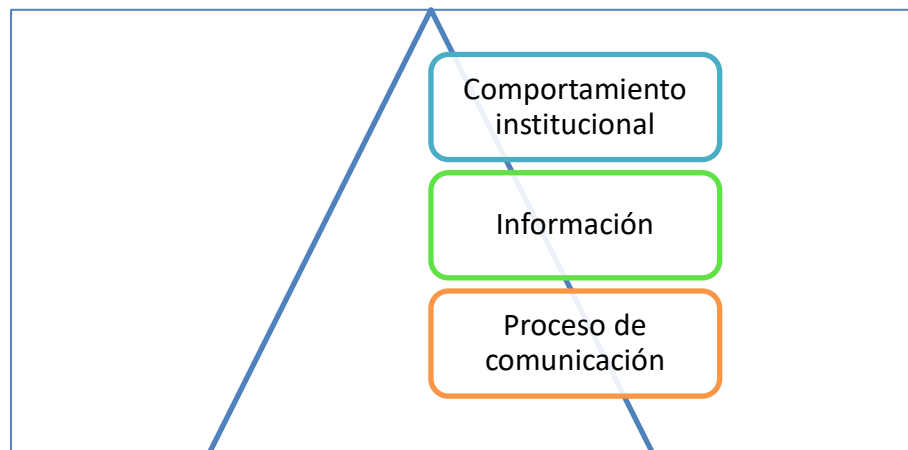 Comportamiento
institucional
Información
Proceso de
comunicación